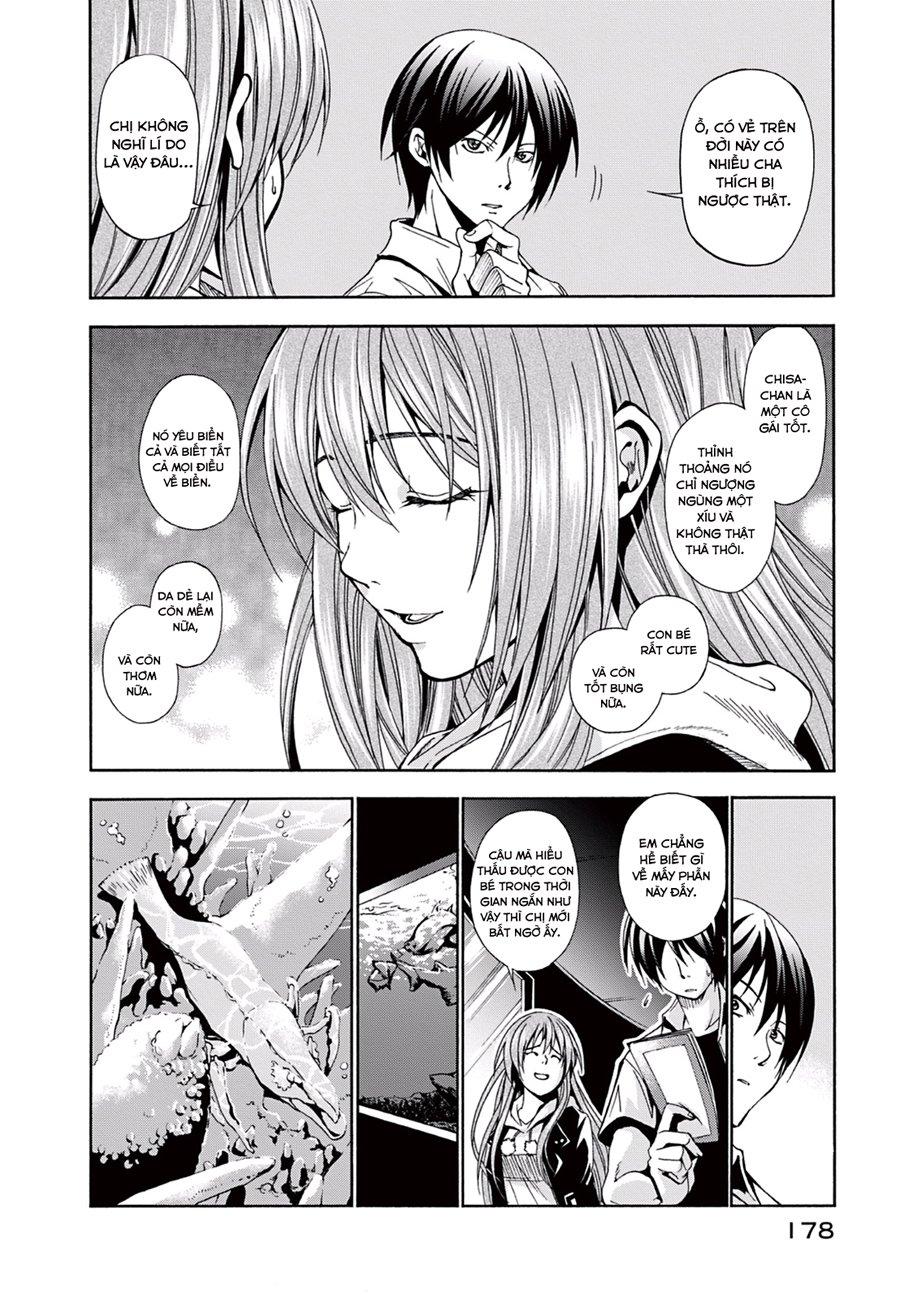 Ồ, CÓ VẺ TRÊN
ĐỜI NÀY CÓ
NHIỀU CHA
THÍCH BỊ
NGƯỢC THẬT.
CHỊ KHÔNG
NGHĨ LÍ DO
LÀ VẬY ĐÂU...
CHISA-
CHAN LÀ
MỘT CÔ
GÁI TỐT.
THỈNH
THOẢNG NÓ
CHỈ NGƯỢNG
NGÙNG MỘT
XÍU VÀ
KHÔNG THẬT
THÀ THÔI.
NÓ YÊU BIỂN
CẢ VÀ BIẾT TẤT
CẢ MỌI ĐIỀU
VỀ BIỂN.
CON BÉ
RẤT CUTE
VÀ CÒN
TỐT BỤNG
NỮA.
DA DẺ LẠI
CÒN MỀM
NỮA,
VÀ CÒN
THƠM
NỮA.
EM CHẲNG
HỀ BIẾT GÌ
VỀ MẤY PHẦN
NÀY ĐẤY.
CẬU MÀ HIỂU
THẤU ĐƯỢC CON
BÉ TRONG THỜI
GIAN NGẮN NHƯ
VẬY THÌ CHỊ MỚI
BẤT NGỜ ẤY.
178